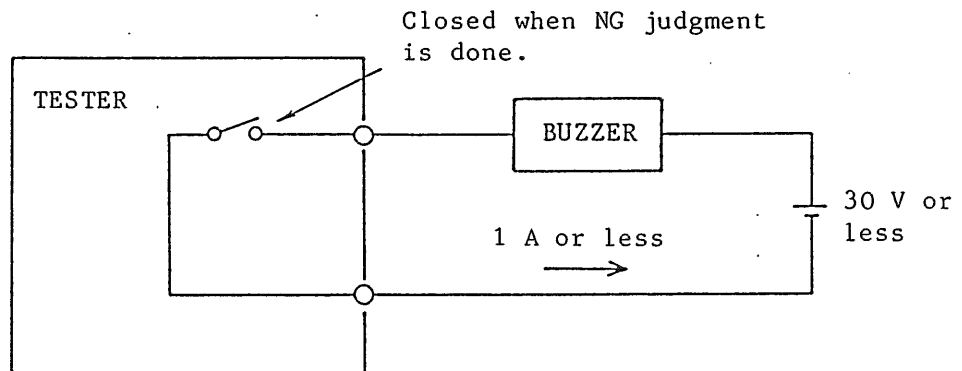 Closed when NG judgment
is done.
TESTER
BUZZER
30 V or
less
1 A or less